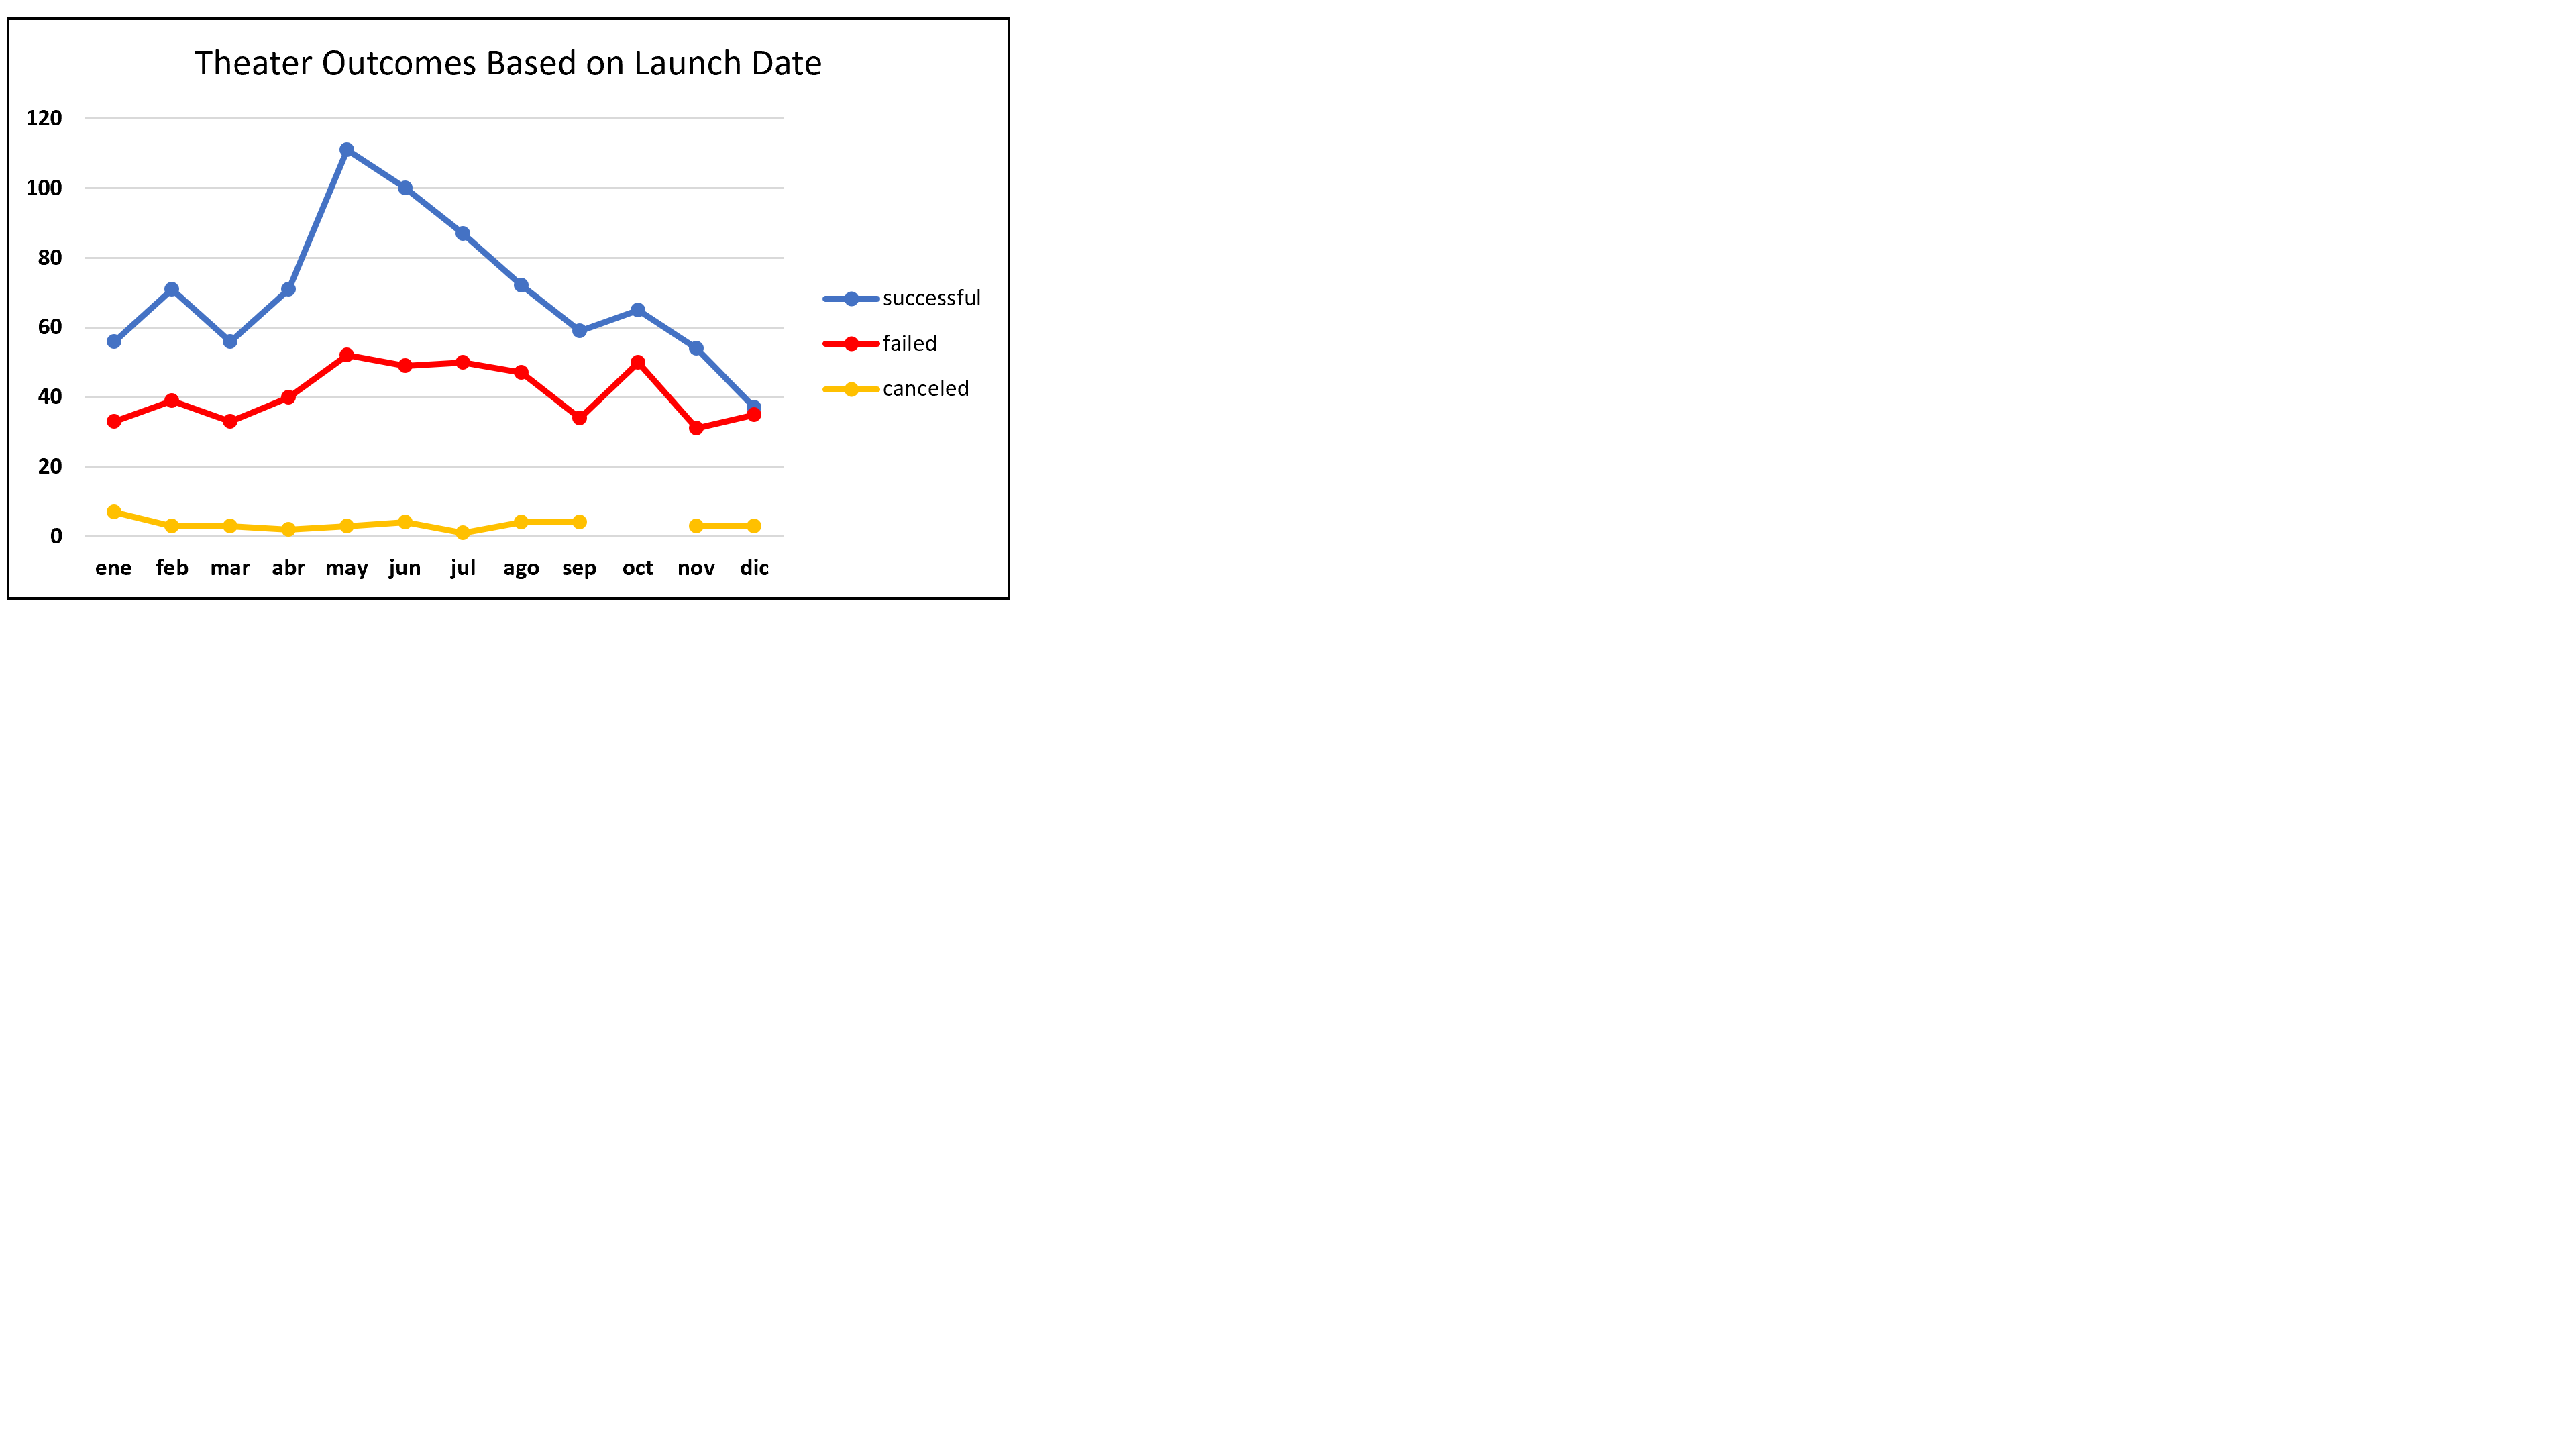 Theater Outcomes Based on Launch Date
120
100
80
60
40
20
0
ene feb mar abr may jun jul ago sep oct nov dic
successful
failed
canceled